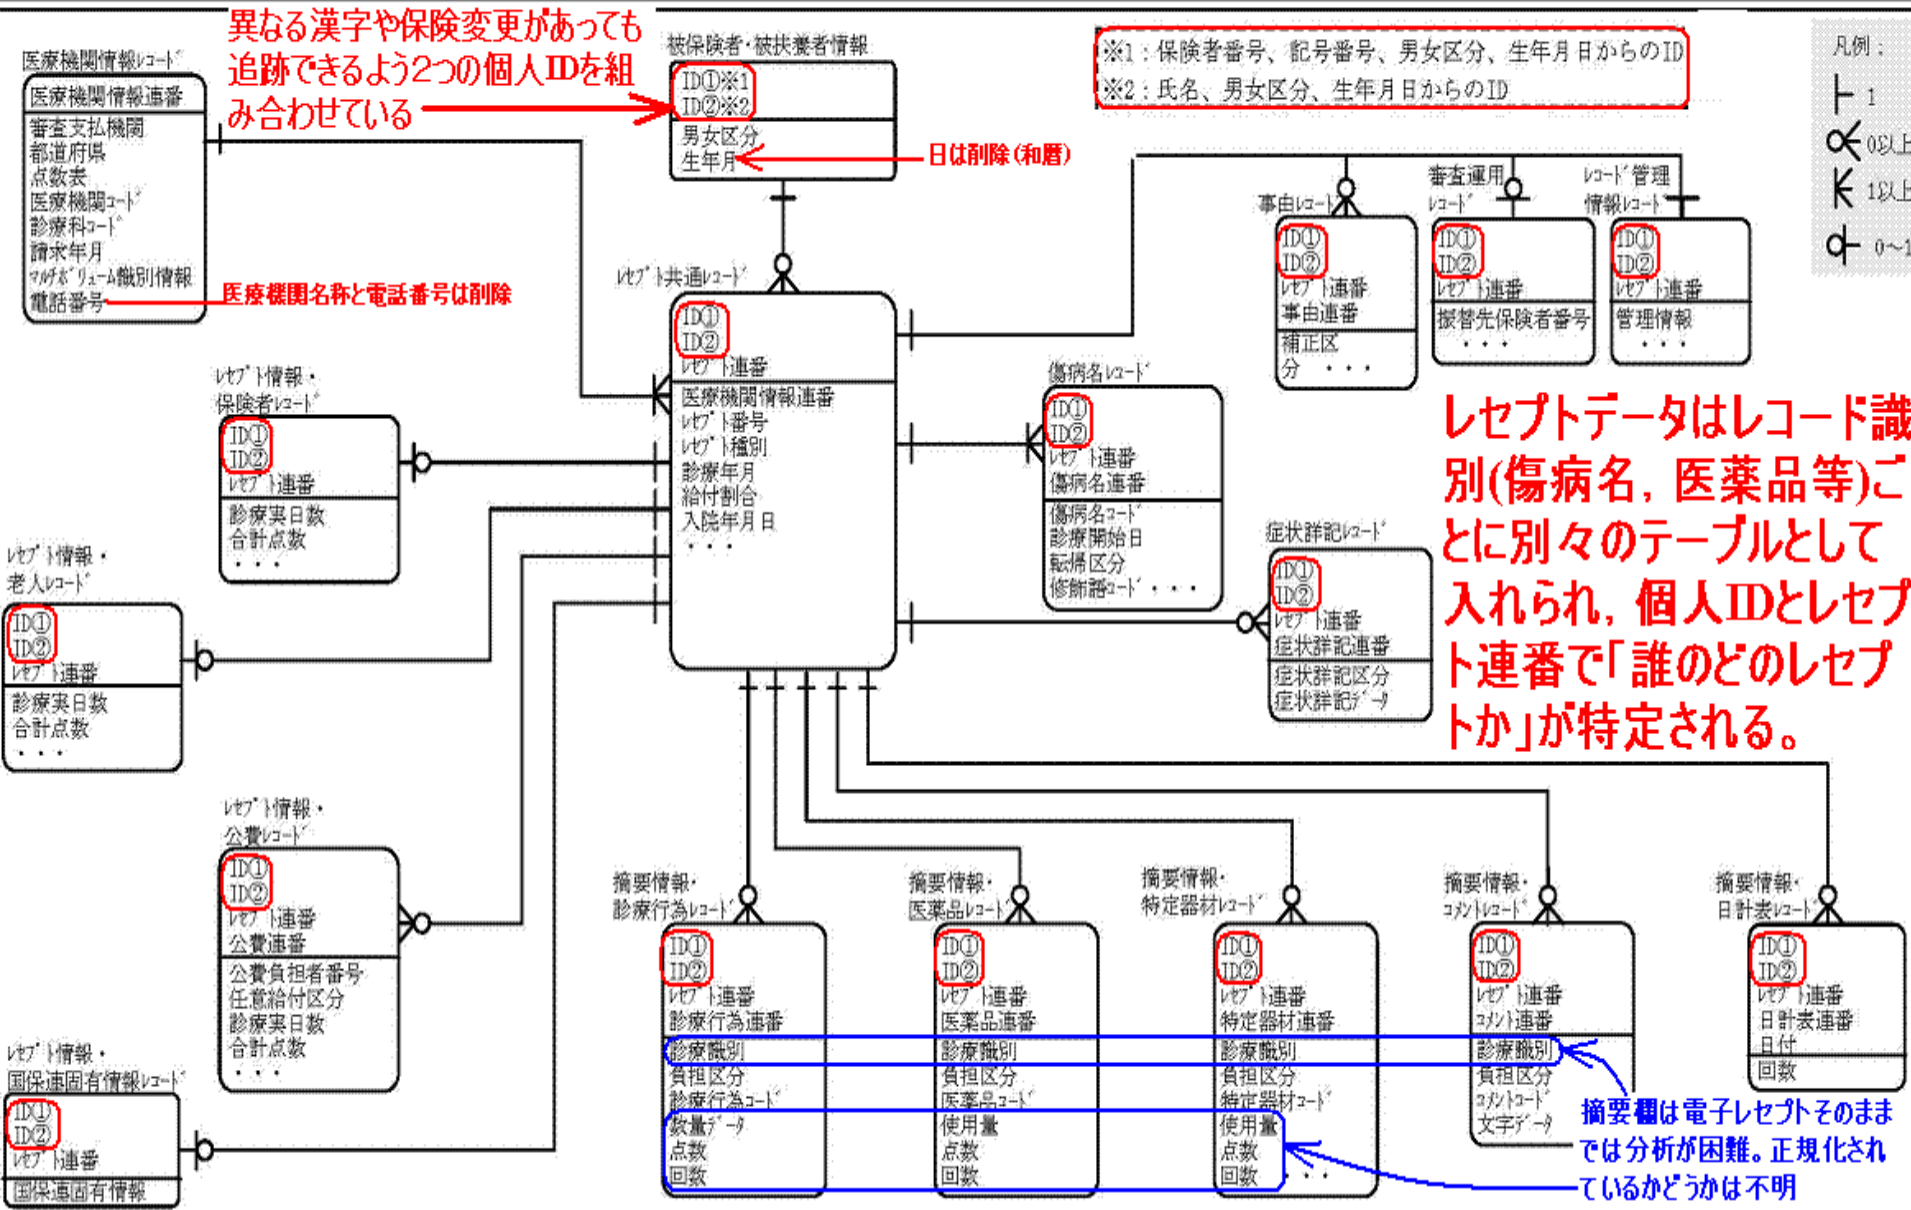 異なる漢字や保険変更があっても
追跡できるよう2つの個人IDを組
み合わせている
医療機関情報ﾚｺｰﾄﾞ
医療機関情報連番
審査支払機関
都道府県
点数表
医療機関ｺｰﾄﾞ
診療科ｺｰﾄﾞ
請求年月
ﾏﾙﾁﾎﾞﾘｭｰﾑ識別情報
電話番号
医療機関名称と電話番号は削除
被保険者・被扶養者情報
ID①※1
ID②※2
男女区分
生年月
日は削除(和暦)
※1：保険者番号、記号番号、男女区分、生年月日からのID
※2：氏名、男女区分、生年月日からのID
凡例：
1
0以上
1以上
0～1
ﾚｾﾌﾟﾄ共通ﾚｺｰﾄﾞ
ID①
ID②
ﾚｾﾌﾟﾄ連番
医療機関情報連番
ﾚｾﾌﾟﾄ番号
ﾚｾﾌﾟﾄ種別
診療年月
給付割合
入院年月日
・・・
事由ﾚｺｰﾄﾞ
ID①
ID②
ﾚｾﾌﾟﾄ連番
事由連番
補正区
分 ・・・
審査運用
ﾚｺｰﾄﾞ
ID①
ID②
ﾚｾﾌﾟﾄ連番
振替先保険者番号
・・・
ﾚｺｰﾄﾞ管理
情報ﾚｺｰﾄﾞ
ID①
ID②
ﾚｾﾌﾟﾄ連番
管理情報
・・・
ﾚｾﾌﾟﾄ情報・
保険者ﾚｺｰﾄﾞ
ID①
ID②
ﾚｾﾌﾟﾄ連番
診療実日数
合計点数
・・・
傷病名ﾚｺｰﾄﾞ
ID①
ID②
ﾚｾﾌﾟﾄ連番
傷病名連番
傷病名ｺｰﾄﾞ
診療開始日
転帰区分
修飾語ｺｰﾄﾞ・・・
症状詳記ﾚｺｰﾄﾞ
ID①
ID②
ﾚｾﾌﾟﾄ連番
症状詳記連番
症状詳記区分
症状詳記ﾃﾞｰﾀ
レセプトデータはレコード識
別(傷病名, 医薬品等)ご
とに別々のテーブルとして
入れられ, 個人IDとレセプ
ト連番で「誰のどのレセプ
トか」が特定される。
ﾚｾﾌﾟﾄ情報・
老人ﾚｺｰﾄﾞ
ID①
ID②
ﾚｾﾌﾟﾄ連番
診療実日数
合計点数
・・・
ﾚｾﾌﾟﾄ情報・
公費ﾚｺｰﾄﾞ
ID①
ID②
ﾚｾﾌﾟﾄ連番
公費連番
公費負担者番号
任意給付区分
診療実日数
合計点数
・・・
ﾚｾﾌﾟﾄ情報・
国保連固有情報ﾚｺｰﾄﾞ
ID①
ID②
ﾚｾﾌﾟﾄ連番
国保連固有情報
摘要情報・
診療行為ﾚｺｰﾄﾞ
ID①
ID②
ﾚｾﾌﾟﾄ連番
診療行為連番
診療識別
負担区分
診療行為ｺｰﾄﾞ
数量ﾃﾞｰﾀ
点数
回数
摘要情報・
医薬品ﾚｺｰﾄﾞ
ID①
ID②
ﾚｾﾌﾟﾄ連番
医薬品連番
診療識別
負担区分
医薬品ｺｰﾄﾞ
使用量
点数
回数
摘要情報・
特定器材ﾚｺｰﾄﾞ
ID①
ID②
ﾚｾﾌﾟﾄ連番
特定器材連番
診療識別
負担区分
特定器材ｺｰﾄﾞ
使用量
点数
回数 ・・・
摘要情報・
ｺﾒﾝﾄﾚｺｰﾄﾞ
ID①
ID②
ﾚｾﾌﾟﾄ連番
ｺﾒﾝﾄ連番
診療識別
負担区分
ｺﾒﾝﾄｺｰﾄﾞ
文字ﾃﾞｰﾀ
摘要情報・
日計表ﾚｺｰﾄﾞ
ID①
ID②
ﾚｾﾌﾟﾄ連番
日計表連番
日付
回数
摘要欄は電子レセプトそのまま
では分析が困難。正規化され
ているかどうかは不明